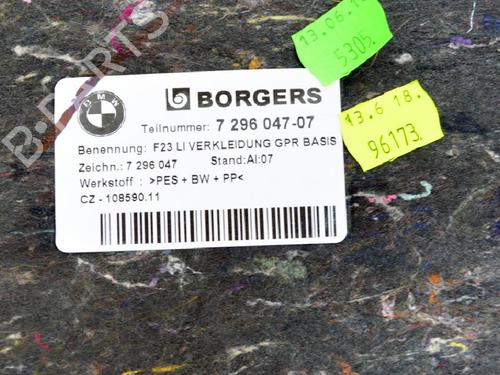 13.06.1
5305
BMW
BORGERS
Teilnummer: 7 296 047-07
Benennung: F23 LI VERKLEIDUNG GPR BASIS
Zeichn.: 7 296 047 Stand:AI:07
Werkstoff : >PES + BW + PP<
CZ - 108590.11
13.6 18.
96173
B-PARTS